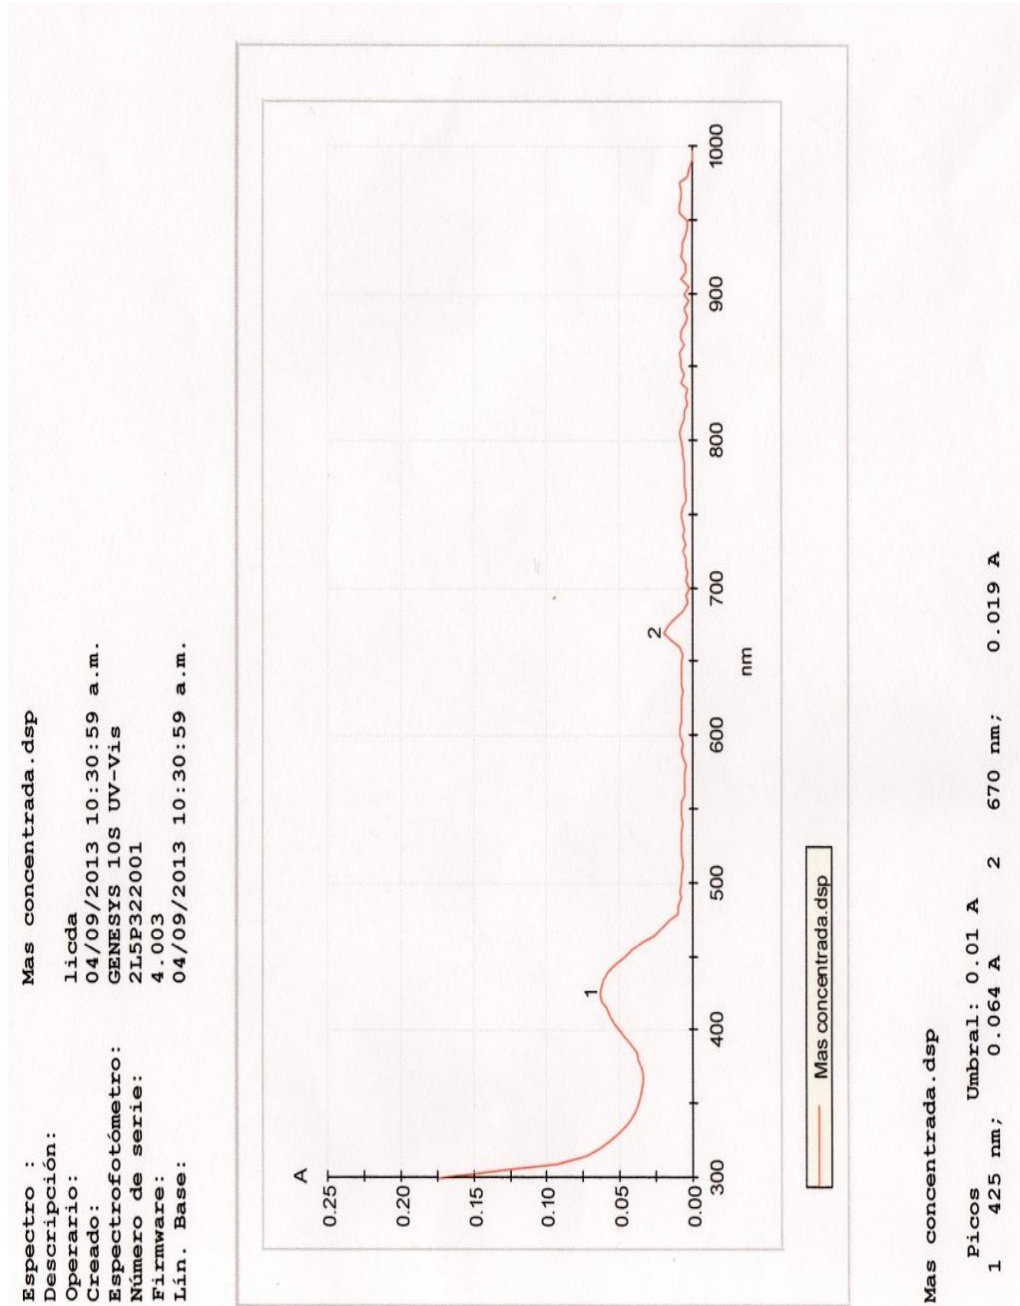 Espectro : Mas concentrada.dsp
Descripción:
Operario: licda
Creado: 04/09/2013 10:30:59 a.m.
Espectrofotómetro: GENESYS 10S UV-Vis
Número de serie: 2L5P322001
Firmware: 4.003
Lín. Base: 04/09/2013 10:30:59 a.m.
A
0.25
0.20
0.15
0.10
0.05
0.00
1
2
300 400 500 600 700 800 900 1000
nm
Mas concentrada.dsp
Mas concentrada.dsp
Picos Umbral: 0.01 A
1 425 nm; 0.064 A 2 670 nm; 0.019 A